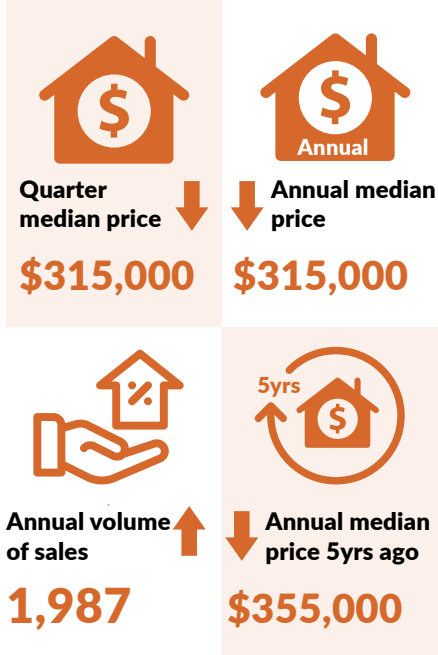 $
$
Annual
Quarter
median price
$315,000
Annual median
price
$315,000
%
5yrs
$
Annual volume
of sales
1,987
Annual median
price 5yrs ago
$355,000